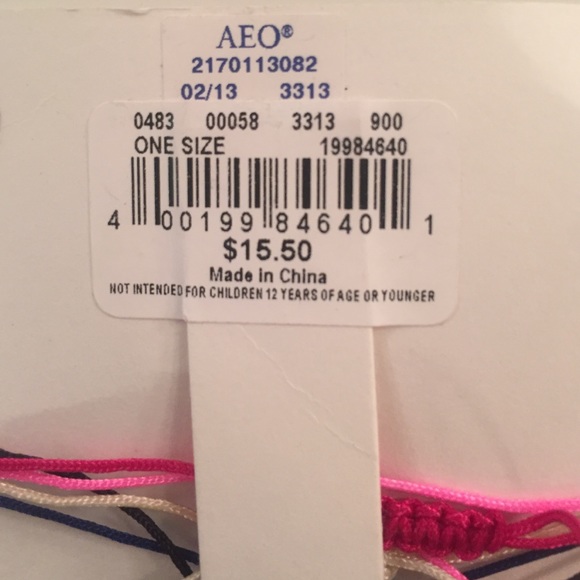 AEO®
2170113082
02/13 3313
0483 00058 3313 900
ONE SIZE 19984640
4 00199 84640 1
$15.50
Made in China
NOT INTENDED FOR CHILDREN 12 YEARS OF AGE OR YOUNGER